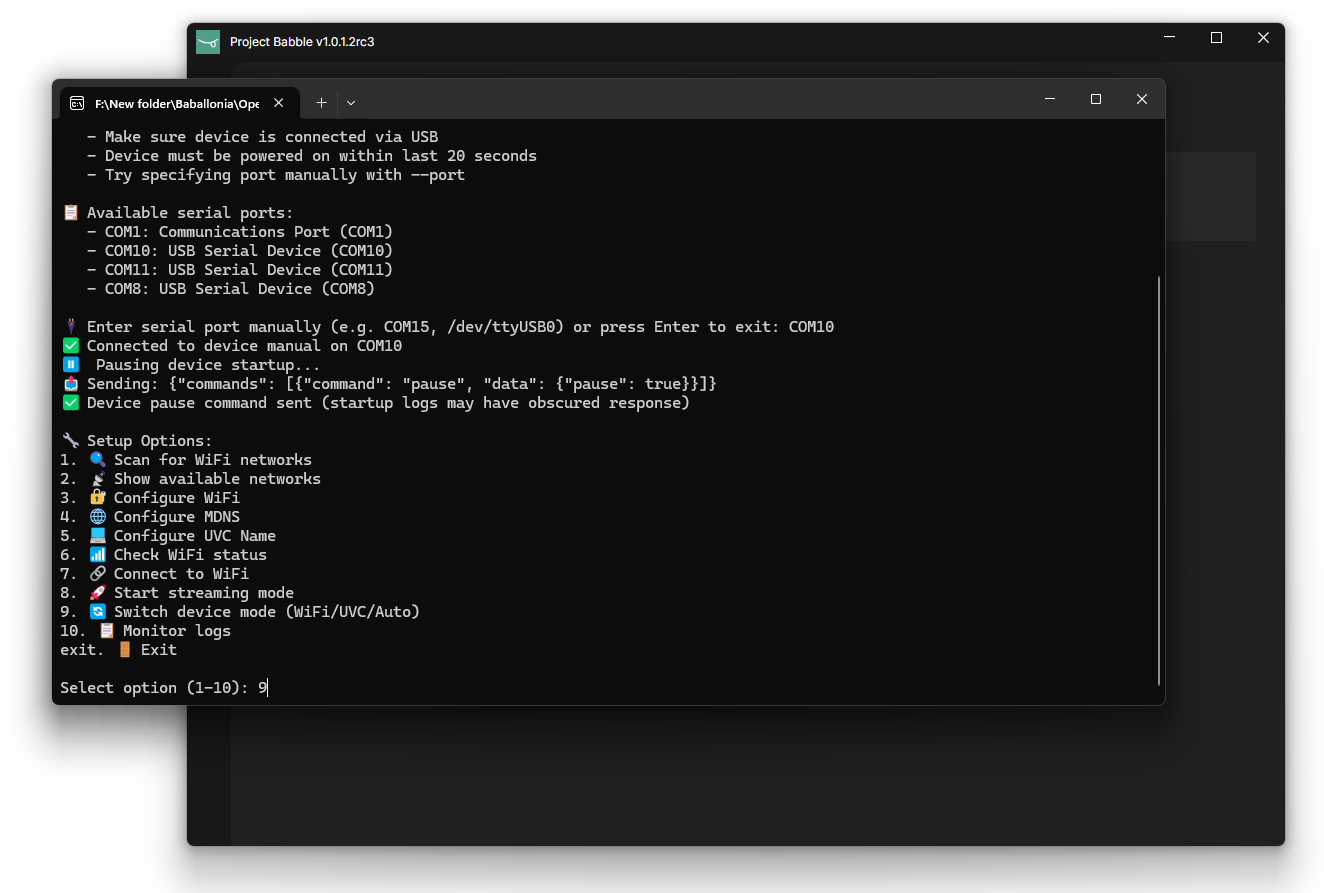 Project Babble v1.0.1.2rc3
F:\New folder\Baballonia\Ope
- Make sure device is connected via USB
- Device must be powered on within last 20 seconds
- Try specifying port manually with --port
Available serial ports:
- COM1: Communications Port (COM1)
- COM10: USB Serial Device (COM10)
- COM11: USB Serial Device (COM11)
- COM8: USB Serial Device (COM8)
Enter serial port manually (e.g. COM15, /dev/ttyUSB0) or press Enter to exit: COM10
Connected to device manual on COM10
Pausing device startup...
Sending: {"commands": [{"command": "pause", "data": {"pause": true}}]}
Device pause command sent (startup logs may have obscured response)
Setup Options:
1. Scan for WiFi networks
2. Show available networks
3. Configure WiFi
4. Configure MDNS
5. Configure UVC Name
6. Check WiFi status
7. Connect to WiFi
8. Start streaming mode
9. Switch device mode (WiFi/UVC/Auto)
10. Monitor logs
exit. Exit
Select option (1-10): 9